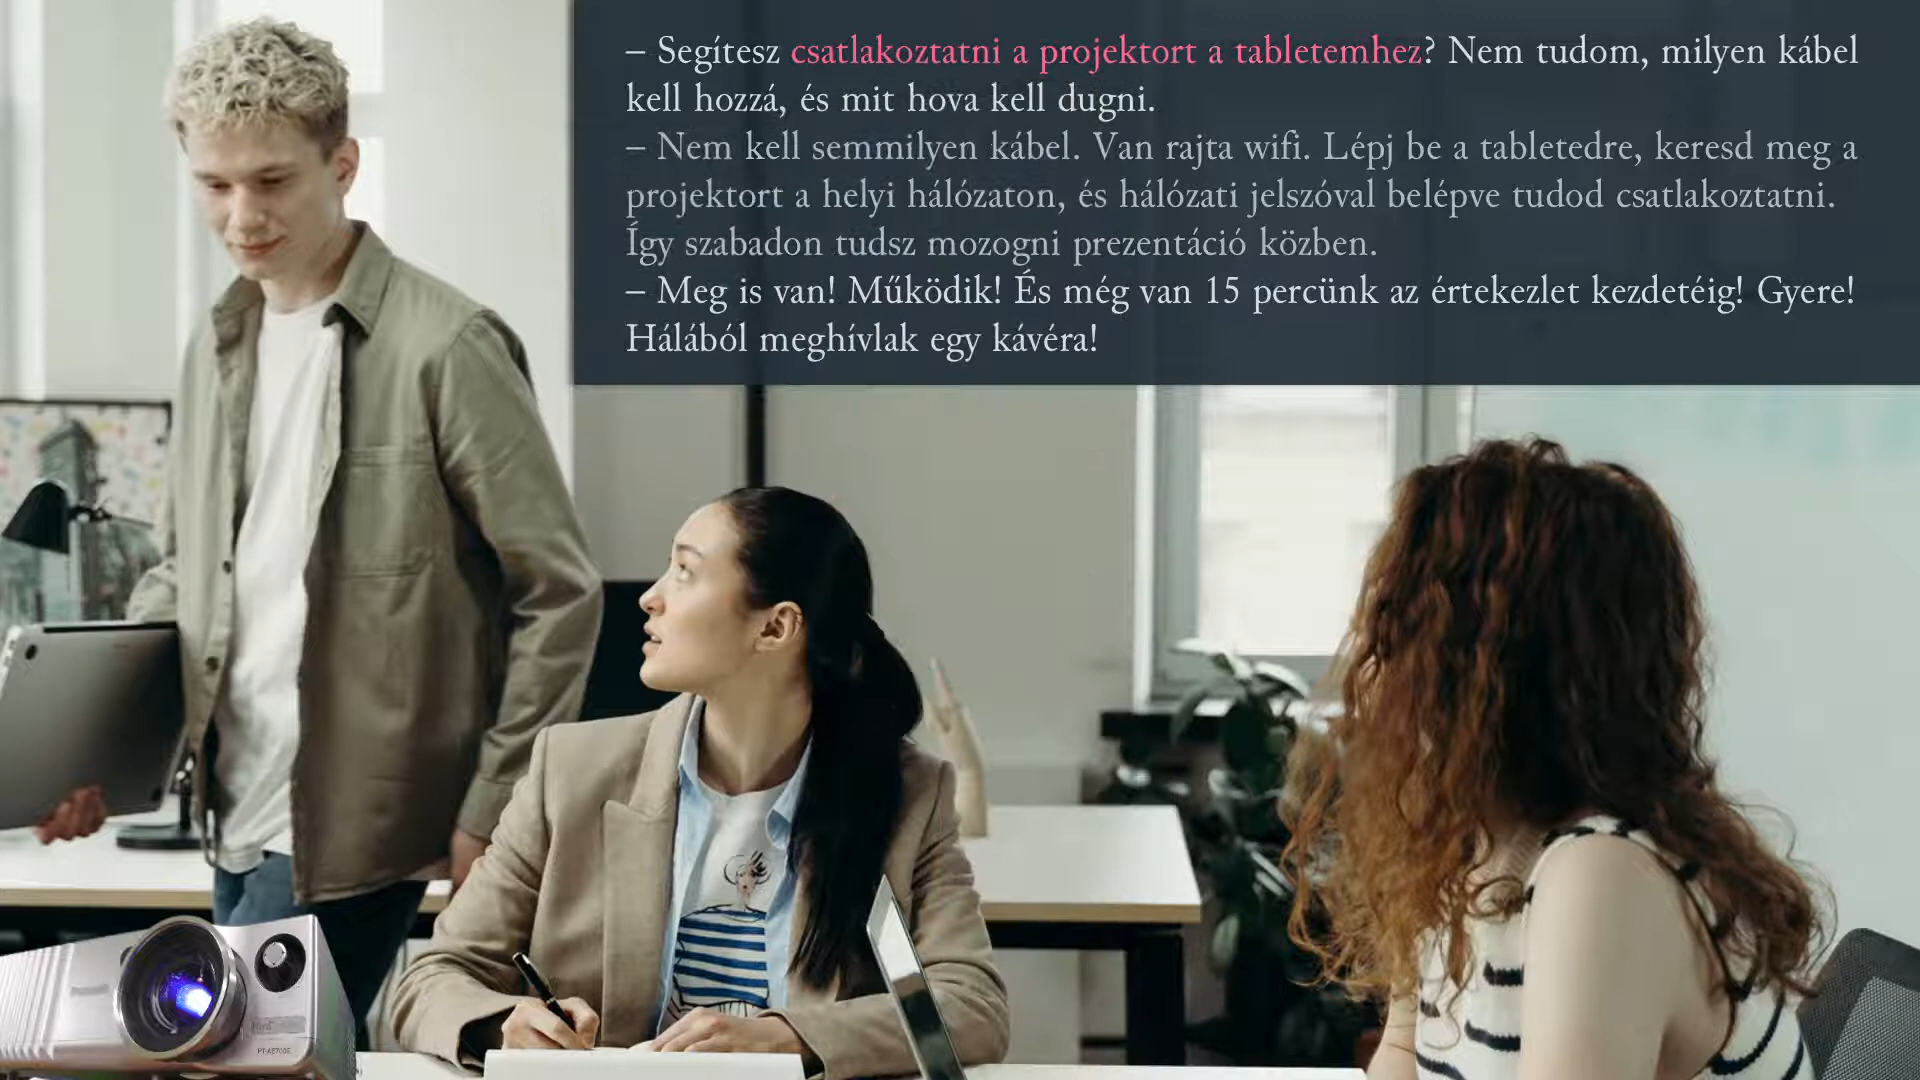 – Segítesz csatlakoztatni a projektort a tabletemhez? Nem tudom, milyen kábel
kell hozzá, és mit hova kell dugni.
– Nem kell semmilyen kábel. Van rajta wifi. Lépj be a tabletedre, keresd meg a
projektort a helyi hálózaton, és hálózati jelszóval belépve tudod csatlakoztatni.
Így szabadon tudsz mozogni prezentáció közben.
– Meg is van! Működik! És még van 15 percünk az értekezlet kezdetéig! Gyere!
Hálából meghívlak egy kávéra!